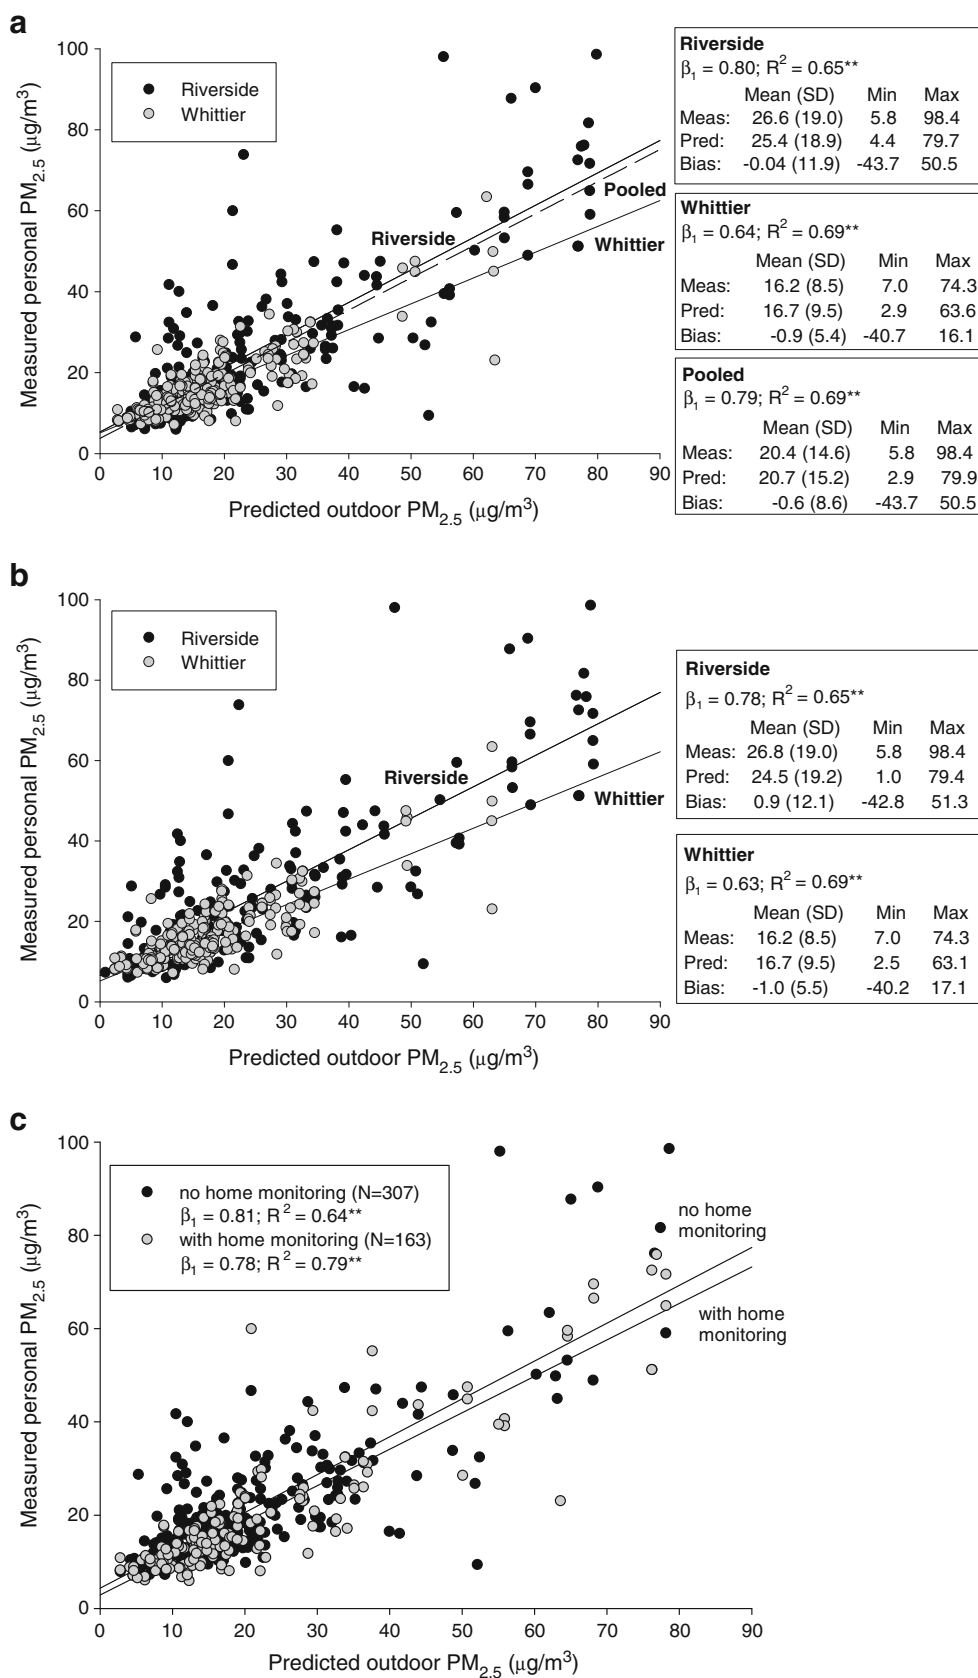 a
100
80
60
40
20
0
Measured personal PM2.5 (μg/m3)
Riverside
Whittier
Riverside
Pooled
Whittier
0 10 20 30 40 50 60 70 80 90
Predicted outdoor PM2.5 (μg/m3)
Riverside
β1 = 0.80; R2 = 0.65**
Mean (SD) Min Max
Meas: 26.6 (19.0) 5.8 98.4
Pred: 25.4 (18.9) 4.4 79.7
Bias: -0.04 (11.9) -43.7 50.5
Whittier
β1 = 0.64; R2 = 0.69**
Mean (SD) Min Max
Meas: 16.2 (8.5) 7.0 74.3
Pred: 16.7 (9.5) 2.9 63.6
Bias: -0.9 (5.4) -40.7 16.1
Pooled
β1 = 0.79; R2 = 0.69**
Mean (SD) Min Max
Meas: 20.4 (14.6) 5.8 98.4
Pred: 20.7 (15.2) 2.9 79.9
Bias: -0.6 (8.6) -43.7 50.5
b
100
80
60
40
20
0
Measured personal PM2.5 (μg/m3)
Riverside
Whittier
Riverside
Whittier
0 10 20 30 40 50 60 70 80 90
Predicted outdoor PM2.5 (μg/m3)
Riverside
β1 = 0.78; R2 = 0.65**
Mean (SD) Min Max
Meas: 26.8 (19.0) 5.8 98.4
Pred: 24.5 (19.2) 1.0 79.4
Bias: 0.9 (12.1) -42.8 51.3
Whittier
β1 = 0.63; R2 = 0.69**
Mean (SD) Min Max
Meas: 16.2 (8.5) 7.0 74.3
Pred: 16.7 (9.5) 2.5 63.1
Bias: -1.0 (5.5) -40.2 17.1
c
100
80
60
40
20
0
Measured personal PM2.5 (μg/m3)
no home monitoring (N=307)
β1 = 0.81; R2 = 0.64**
with home monitoring (N=163)
β1 = 0.78; R2 = 0.79**
no home
monitoring
with home
monitoring
0 10 20 30 40 50 60 70 80 90
Predicted outdoor PM2.5 (μg/m3)